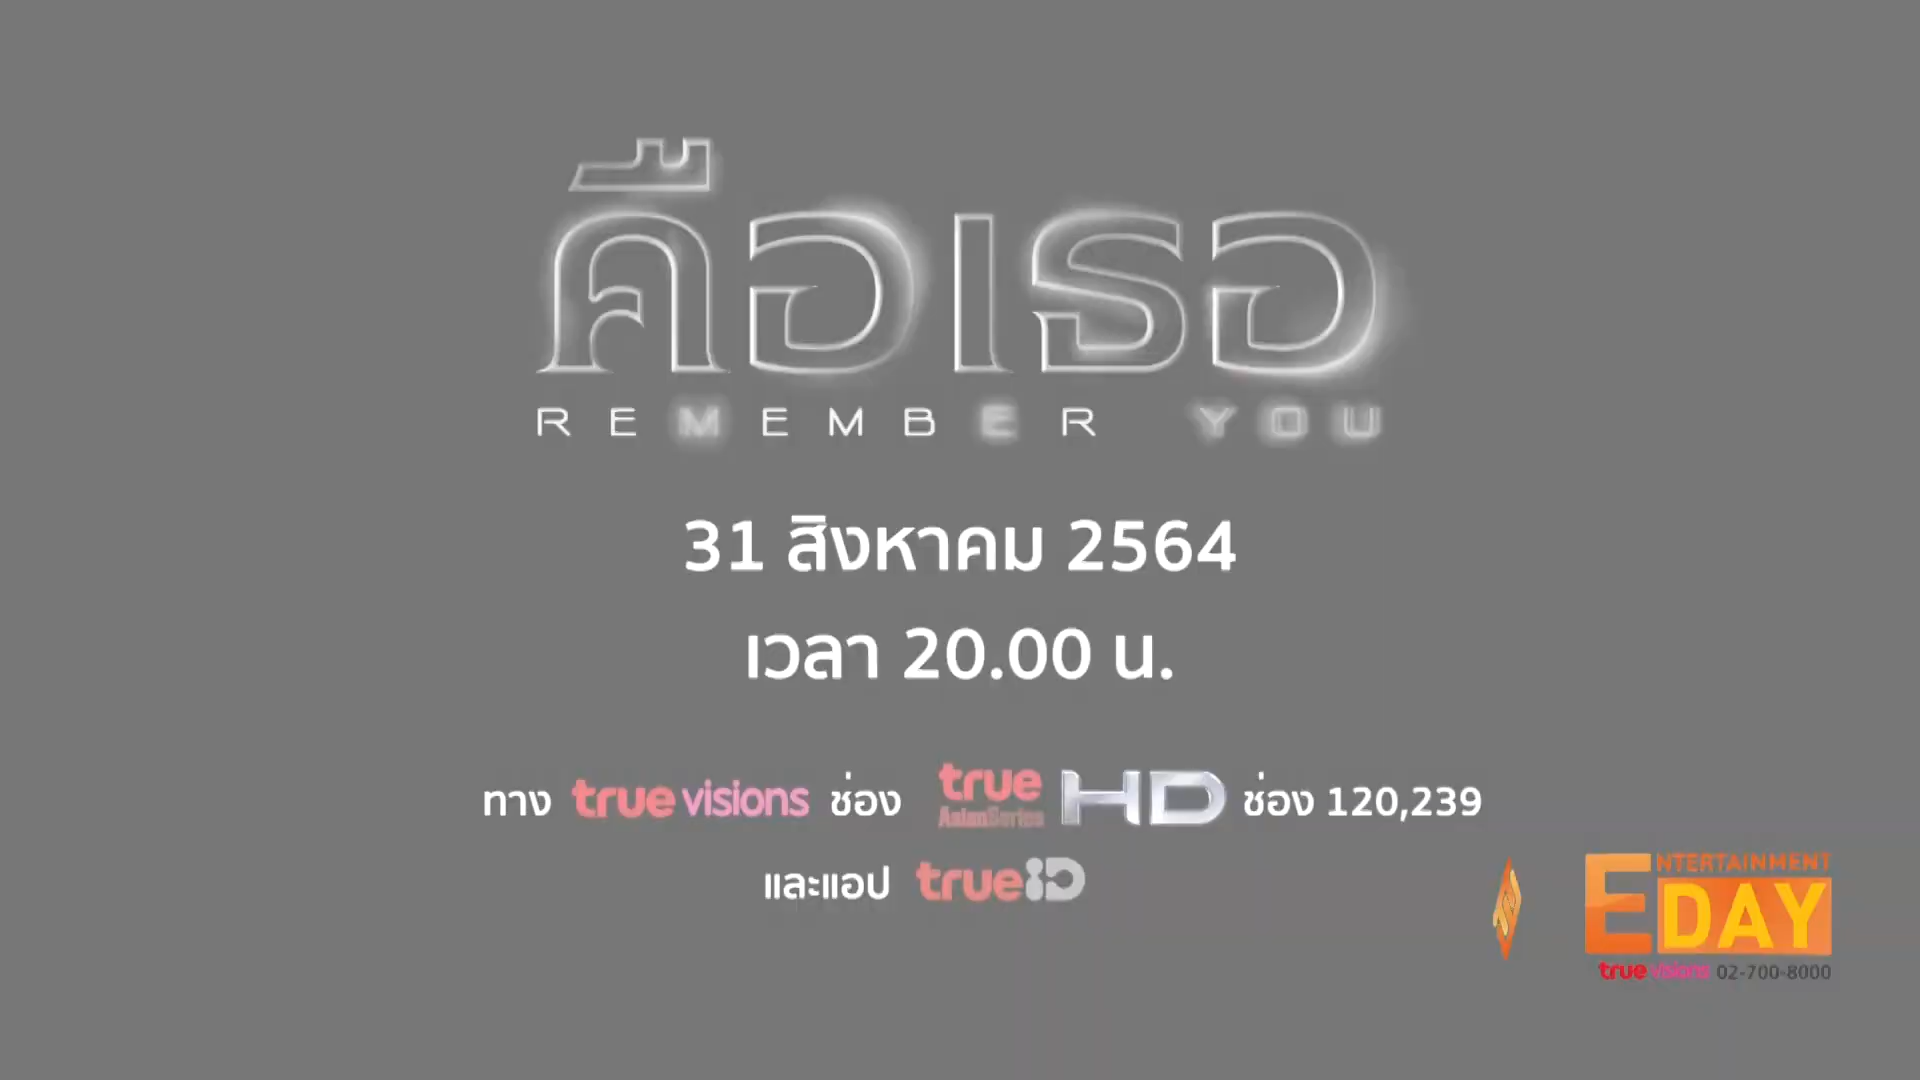 คือเธอ
REMEMBER YOU
31 สิงหาคม 2564
เวลา 20.00 น.
ทาง truevisions ช่อง true AsianSeries HD ช่อง 120,239
และแอป trueiD
ENTERTAINMENT
DAY
truevisions 02-700-8000